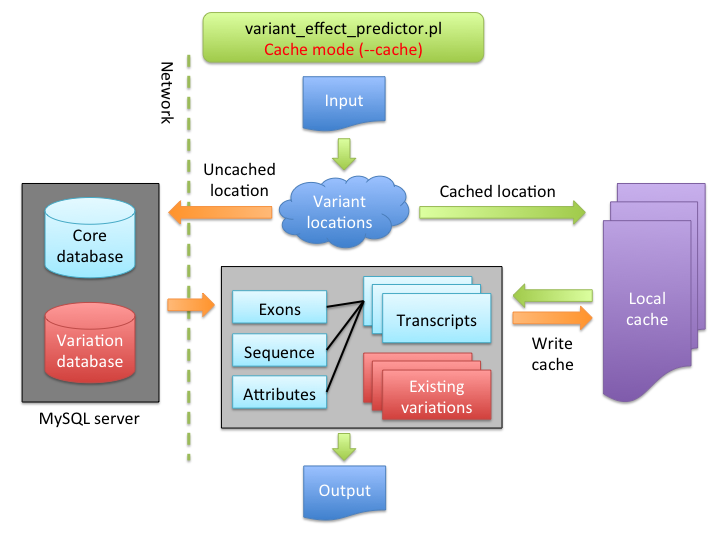 variant_effect_predictor.pl
Cache mode (--cache)
Network
Input
Uncached
location
Variant
locations
Cached location
Core
database
Variation
database
MySQL server
Exons
Sequence
Attributes
Transcripts
Existing
variations
Local
cache
Write
cache
Output